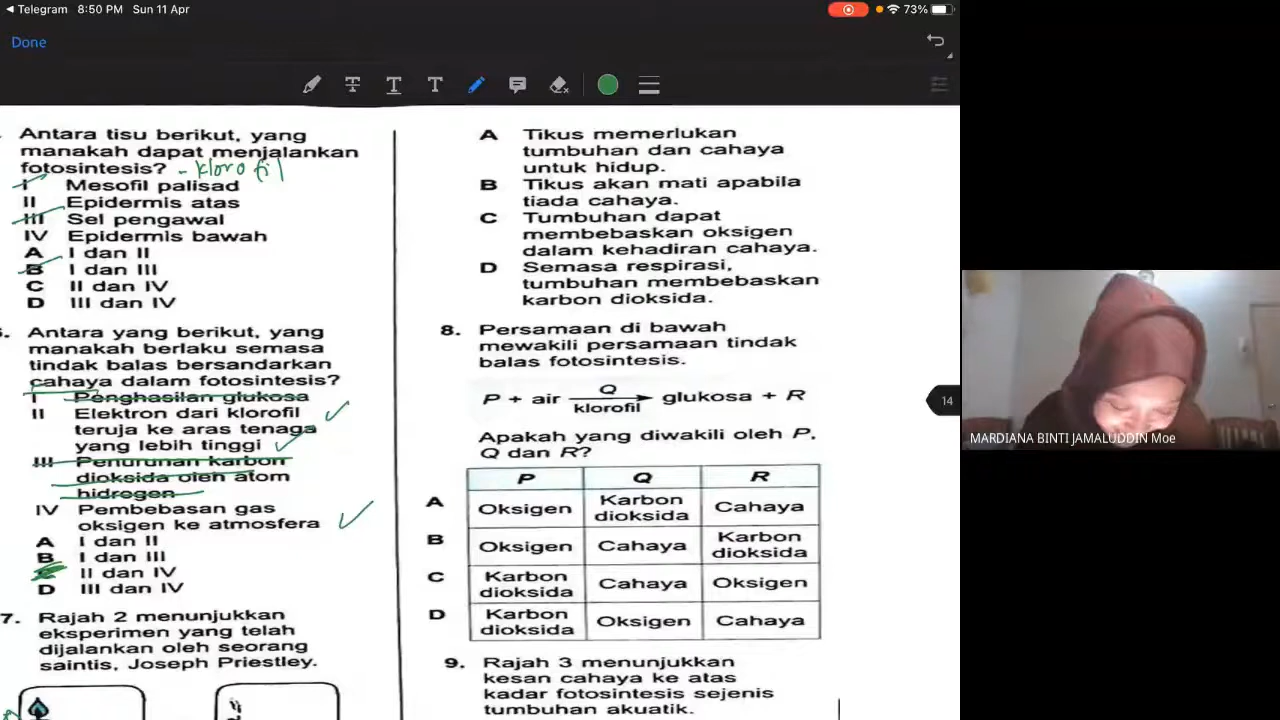 Telegram 8:50 PM Sun 11 Apr
73%
Done
Antara tisu berikut, yang
manakah dapat menjalankan
fotosintesis? - klorofil
I Mesofil palisad
II Epidermis atas
III Sel pengawal
IV Epidermis bawah
A I dan II
B I dan III
C II dan IV
D III dan IV
Antara yang berikut, yang
manakah berlaku semasa
tindak balas bersandarkan
cahaya dalam fotosintesis?
I Penghasilan glukosa
II Elektron dari klorofil
teruja ke aras tenaga
yang lebih tinggi
III Penurunan karbon
dioksida oleh atom
hidrogen
IV Pembebasan gas
oksigen ke atmosfera
A I dan II
B I dan III
C II dan IV
D III dan IV
7. Rajah 2 menunjukkan
eksperimen yang telah
dijalankan oleh seorang
saintis, Joseph Priestley.
A Tikus memerlukan
tumbuhan dan cahaya
untuk hidup.
B Tikus akan mati apabila
tiada cahaya.
C Tumbuhan dapat
membebaskan oksigen
dalam kehadiran cahaya.
D Semasa respirasi,
tumbuhan membebaskan
karbon dioksida.
8. Persamaan di bawah
mewakili persamaan tindak
balas fotosintesis.
Q
P + air → glukosa + R
klorofil
Apakah yang diwakili oleh P,
Q dan R?
P Q R
A Oksigen Karbon dioksida Cahaya
B Oksigen Cahaya Karbon dioksida
C Karbon dioksida Cahaya Oksigen
D Karbon dioksida Oksigen Cahaya
9. Rajah 3 menunjukkan
kesan cahaya ke atas
kadar fotosintesis sejenis
tumbuhan akuatik.
14
MARDIANA BINTI JAMALUDDIN Moe